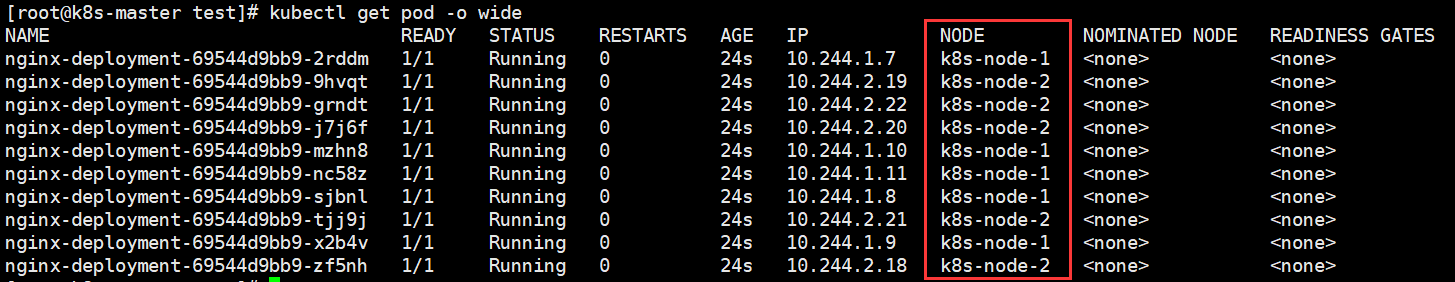 [root@k8s-master test]# kubectl get pod -o wide
NAME READY STATUS RESTARTS AGE IP NODE NOMINATED NODE READINESS GATES
nginx-deployment-69544d9bb9-2rddm 1/1 Running 0 24s 10.244.1.7 k8s-node-1 <none> <none>
nginx-deployment-69544d9bb9-9hvqt 1/1 Running 0 24s 10.244.2.19 k8s-node-2 <none> <none>
nginx-deployment-69544d9bb9-grndt 1/1 Running 0 24s 10.244.2.22 k8s-node-2 <none> <none>
nginx-deployment-69544d9bb9-j7j6f 1/1 Running 0 24s 10.244.2.20 k8s-node-2 <none> <none>
nginx-deployment-69544d9bb9-mzhn8 1/1 Running 0 24s 10.244.1.10 k8s-node-1 <none> <none>
nginx-deployment-69544d9bb9-nc58z 1/1 Running 0 24s 10.244.1.11 k8s-node-1 <none> <none>
nginx-deployment-69544d9bb9-sjbnl 1/1 Running 0 24s 10.244.1.8 k8s-node-1 <none> <none>
nginx-deployment-69544d9bb9-tjj9j 1/1 Running 0 24s 10.244.2.21 k8s-node-2 <none> <none>
nginx-deployment-69544d9bb9-x2b4v 1/1 Running 0 24s 10.244.1.9 k8s-node-1 <none> <none>
nginx-deployment-69544d9bb9-zf5nh 1/1 Running 0 24s 10.244.2.18 k8s-node-2 <none> <none>